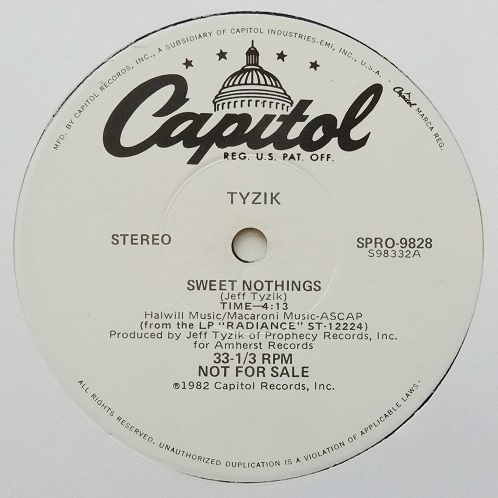 MFD. BY CAPITOL RECORDS, INC., A SUBSIDIARY OF CAPITOL INDUSTRIES-EMI, INC., U.S.A.
Capitol MARCA REG.
Capitol
REG. U.S. PAT. OFF.
TYZIK
STEREO
SPRO-9828
S98332A
SWEET NOTHINGS
(Jeff Tyzik)
TIME-4:13
Halwill Music/Macaroni Music-ASCAP
(from the LP "RADIANCE" ST-12224)
Produced by Jeff Tyzik of Prophecy Records, Inc.
for Amherst Records
33-1/3 RPM
NOT FOR SALE
℗1982 Capitol Records, Inc.
ALL RIGHTS RESERVED. UNAUTHORIZED DUPLICATION IS A VIOLATION OF APPLICABLE LAWS.